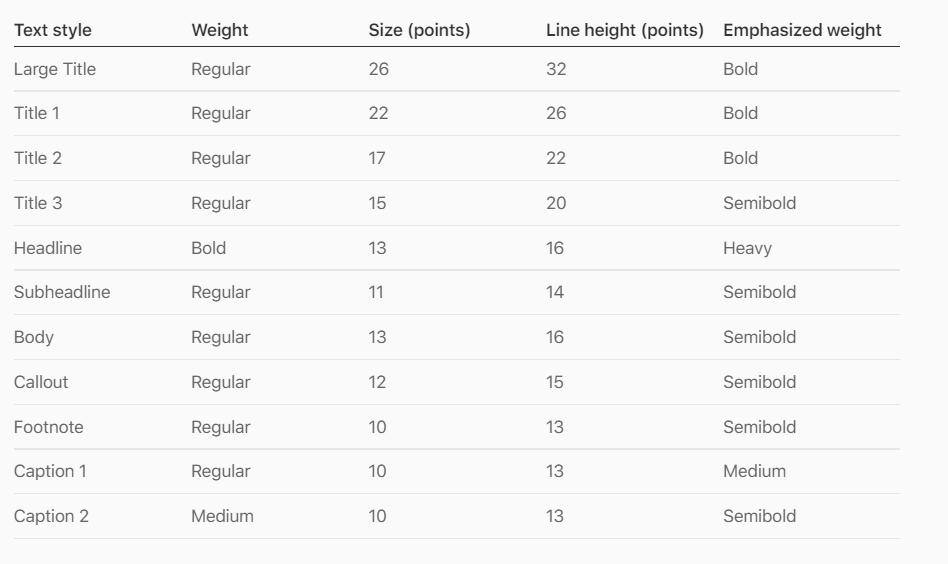 Text style Weight Size (points) Line height (points) Emphasized weight
Large Title Regular 26 32 Bold
Title 1 Regular 22 26 Bold
Title 2 Regular 17 22 Bold
Title 3 Regular 15 20 Semibold
Headline Bold 13 16 Heavy
Subheadline Regular 11 14 Semibold
Body Regular 13 16 Semibold
Callout Regular 12 15 Semibold
Footnote Regular 10 13 Semibold
Caption 1 Regular 10 13 Medium
Caption 2 Medium 10 13 Semibold